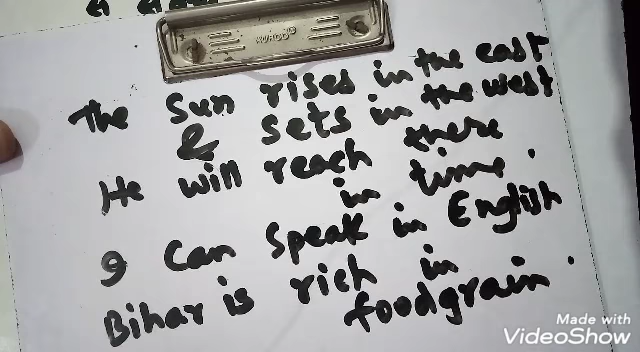 The Sun rises in the east
& sets in the west
He will reach there
in time.
I can speak in English
Bihar is rich in
foodgrain.
Made with
VideoShow